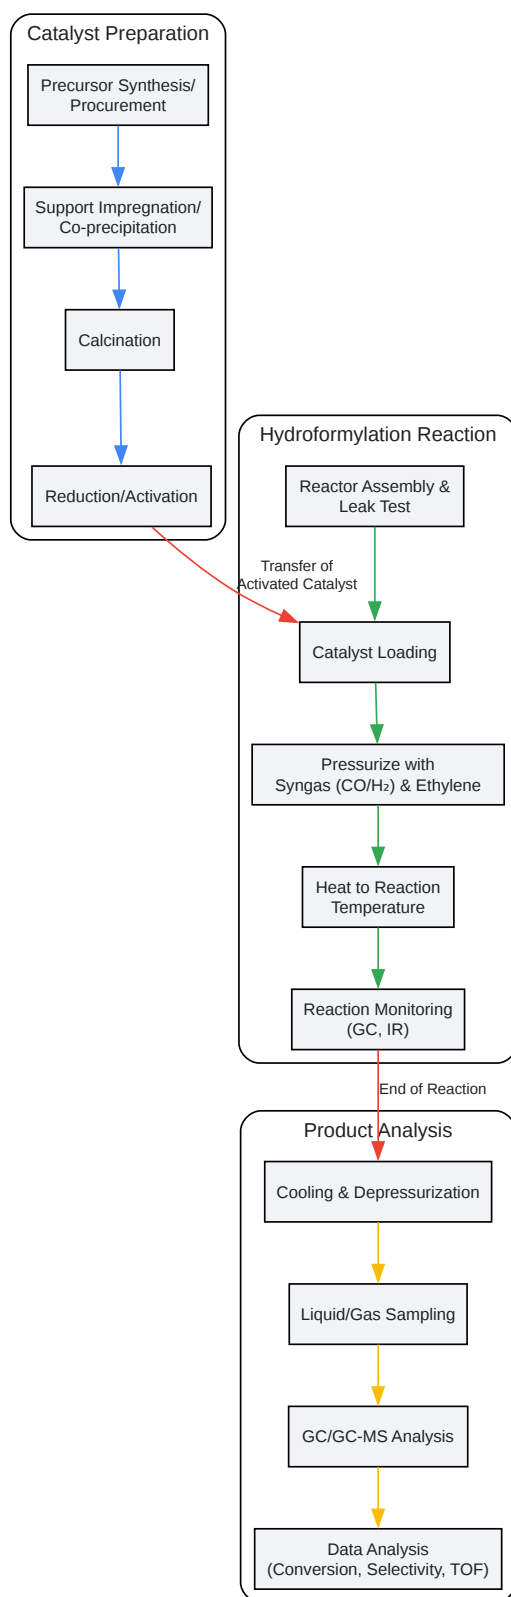 Catalyst Preparation
Precursor Synthesis/
Procurement
Support Impregnation/
Co-precipitation
Calcination
Reduction/Activation
Hydroformylation Reaction
Reactor Assembly &
Leak Test
Transfer of
Activated Catalyst
Catalyst Loading
Pressurize with
Syngas (CO/H₂) & Ethylene
Heat to Reaction
Temperature
Reaction Monitoring
(GC, IR)
End of Reaction
Product Analysis
Cooling & Depressurization
Liquid/Gas Sampling
GC/GC-MS Analysis
Data Analysis
(Conversion, Selectivity, TOF)